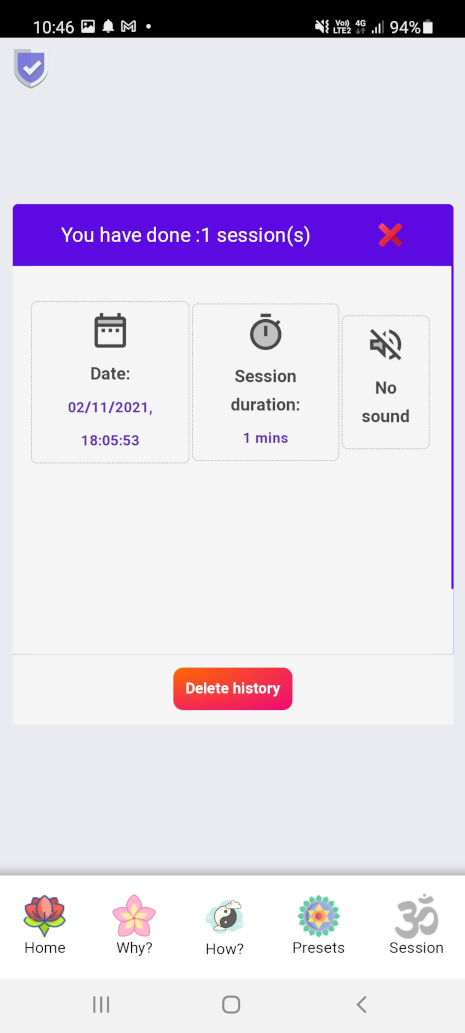 10:46
Vo)) 4G
LTE2
94%
You have done :1 session(s)
Date:
02/11/2021,
18:05:53
Session
duration:
1 mins
No
sound
Delete history
Home
Why?
How?
Presets
Session